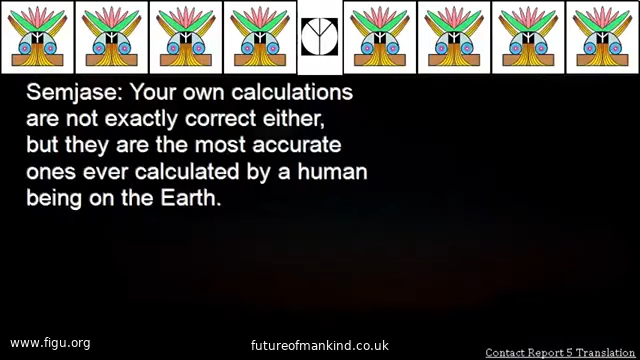 Semjase: Your own calculations
are not exactly correct either,
but they are the most accurate
ones ever calculated by a human
being on the Earth.
www.figu.org
futureofmankind.co.uk
Contact Report 5 Translation